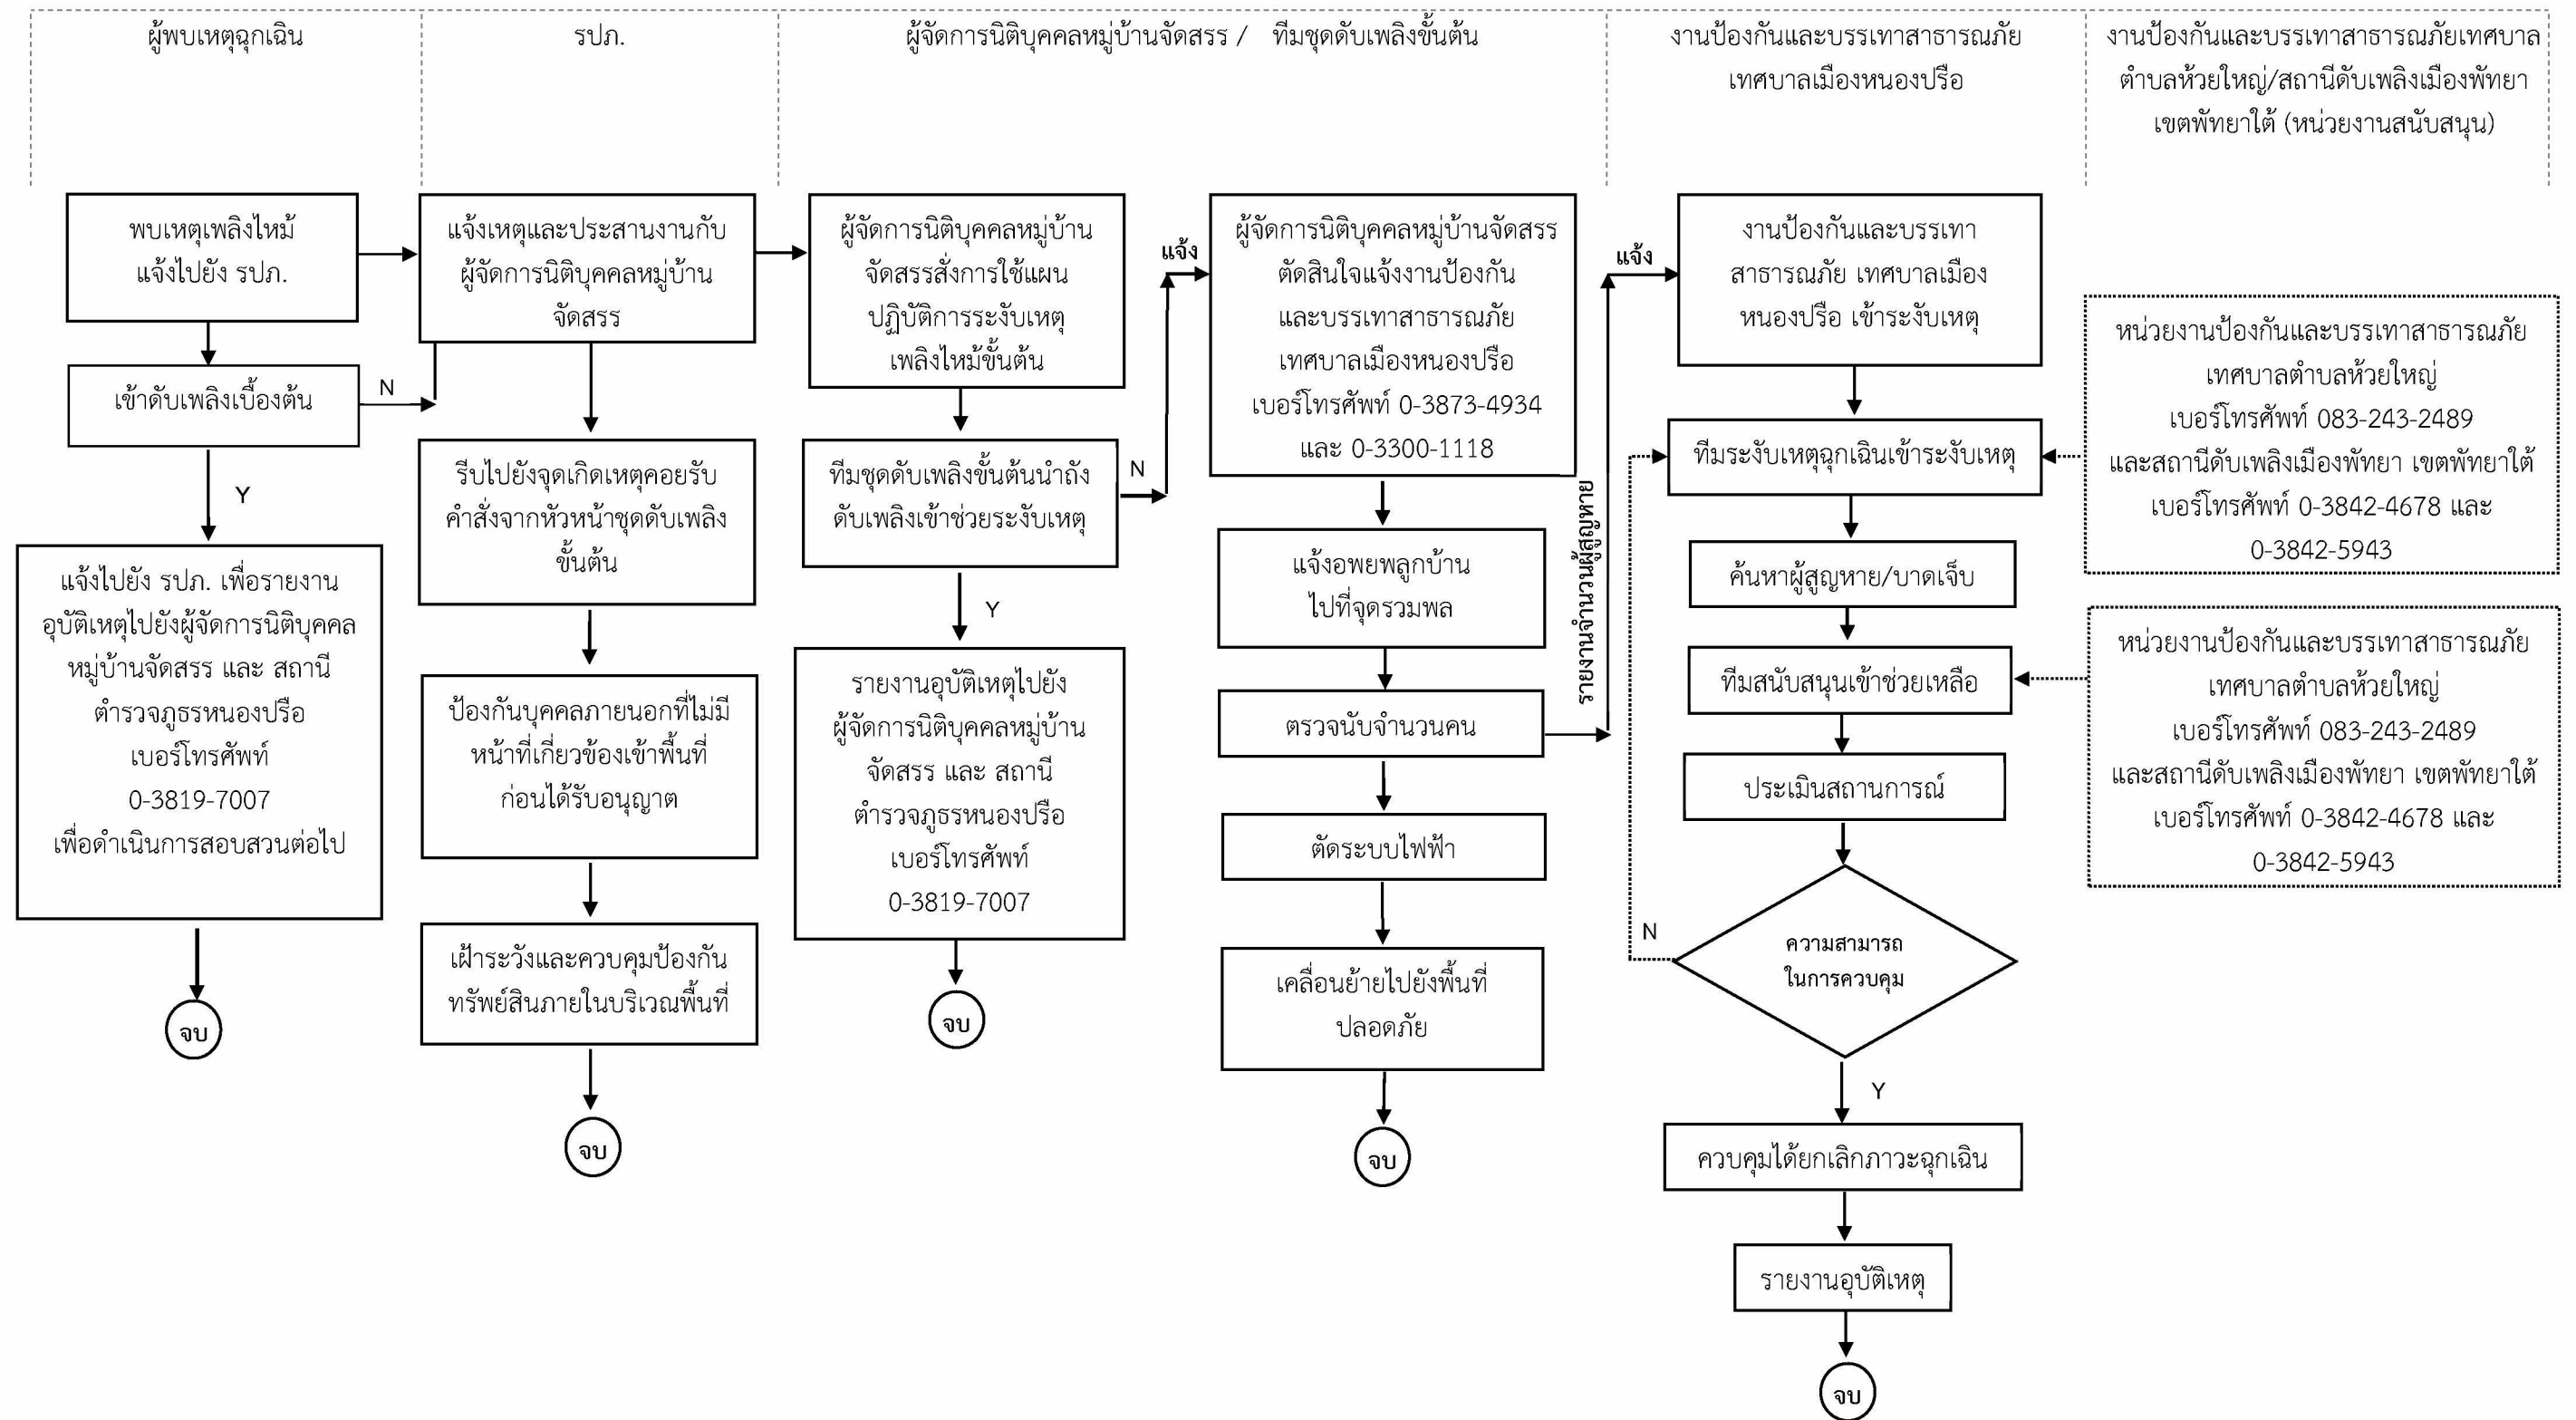 ผู้พบเหตุฉุกเฉิน
รปภ.
ผู้จัดการนิติบุคคลหมู่บ้านจัดสรร / ทีมชุดดับเพลิงขั้นต้น
งานป้องกันและบรรเทาสาธารณภัย
เทศบาลเมืองหนองปรือ
งานป้องกันและบรรเทาสาธารณภัยเทศบาล
ตำบลห้วยใหญ่/สถานีดับเพลิงเมืองพัทยา
เขตพัทยาใต้ (หน่วยงานสนับสนุน)
พบเหตุเพลิงไหม้
แจ้งไปยัง รปภ.
เข้าดับเพลิงเบื้องต้น
N
Y
แจ้งไปยัง รปภ. เพื่อรายงาน
อุบัติเหตุไปยังผู้จัดการนิติบุคคล
หมู่บ้านจัดสรร และ สถานี
ตำรวจภูธรหนองปรือ
เบอร์โทรศัพท์
0-3819-7007
เพื่อดำเนินการสอบสวนต่อไป
จบ
แจ้งเหตุและประสานงานกับ
ผู้จัดการนิติบุคคลหมู่บ้าน
จัดสรร
รีบไปยังจุดเกิดเหตุคอยรับ
คำสั่งจากหัวหน้าชุดดับเพลิง
ขั้นต้น
ป้องกันบุคคลภายนอกที่ไม่มี
หน้าที่เกี่ยวข้องเข้าพื้นที่
ก่อนได้รับอนุญาต
เฝ้าระวังและควบคุมป้องกัน
ทรัพย์สินภายในบริเวณพื้นที่
จบ
ผู้จัดการนิติบุคคลหมู่บ้าน
จัดสรรสั่งการใช้แผน
ปฏิบัติการระงับเหตุ
เพลิงไหม้ขั้นต้น
ทีมชุดดับเพลิงขั้นต้นนำถัง
ดับเพลิงเข้าช่วยระงับเหตุ
N
Y
รายงานอุบัติเหตุไปยัง
ผู้จัดการนิติบุคคลหมู่บ้าน
จัดสรร และ สถานี
ตำรวจภูธรหนองปรือ
เบอร์โทรศัพท์
0-3819-7007
จบ
แจ้ง
ผู้จัดการนิติบุคคลหมู่บ้านจัดสรร
ตัดสินใจแจ้งงานป้องกัน
และบรรเทาสาธารณภัย
เทศบาลเมืองหนองปรือ
เบอร์โทรศัพท์ 0-3873-4934
และ 0-3300-1118
แจ้งอพยพลูกบ้าน
ไปที่จุดรวมพล
ตรวจนับจำนวนคน
ตัดระบบไฟฟ้า
เคลื่อนย้ายไปยังพื้นที่
ปลอดภัย
จบ
รายงานจำนวนผู้สูญหาย
แจ้ง
งานป้องกันและบรรเทา
สาธารณภัย เทศบาลเมือง
หนองปรือ เข้าระงับเหตุ
ทีมระงับเหตุฉุกเฉินเข้าระงับเหตุ
ค้นหาผู้สูญหาย/บาดเจ็บ
ทีมสนับสนุนเข้าช่วยเหลือ
ประเมินสถานการณ์
N
ความสามารถ
ในการควบคุม
Y
ควบคุมได้ยกเลิกภาวะฉุกเฉิน
รายงานอุบัติเหตุ
จบ
หน่วยงานป้องกันและบรรเทาสาธารณภัย
เทศบาลตำบลห้วยใหญ่
เบอร์โทรศัพท์ 083-243-2489
และสถานีดับเพลิงเมืองพัทยา เขตพัทยาใต้
เบอร์โทรศัพท์ 0-3842-4678 และ
0-3842-5943
หน่วยงานป้องกันและบรรเทาสาธารณภัย
เทศบาลตำบลห้วยใหญ่
เบอร์โทรศัพท์ 083-243-2489
และสถานีดับเพลิงเมืองพัทยา เขตพัทยาใต้
เบอร์โทรศัพท์ 0-3842-4678 และ
0-3842-5943